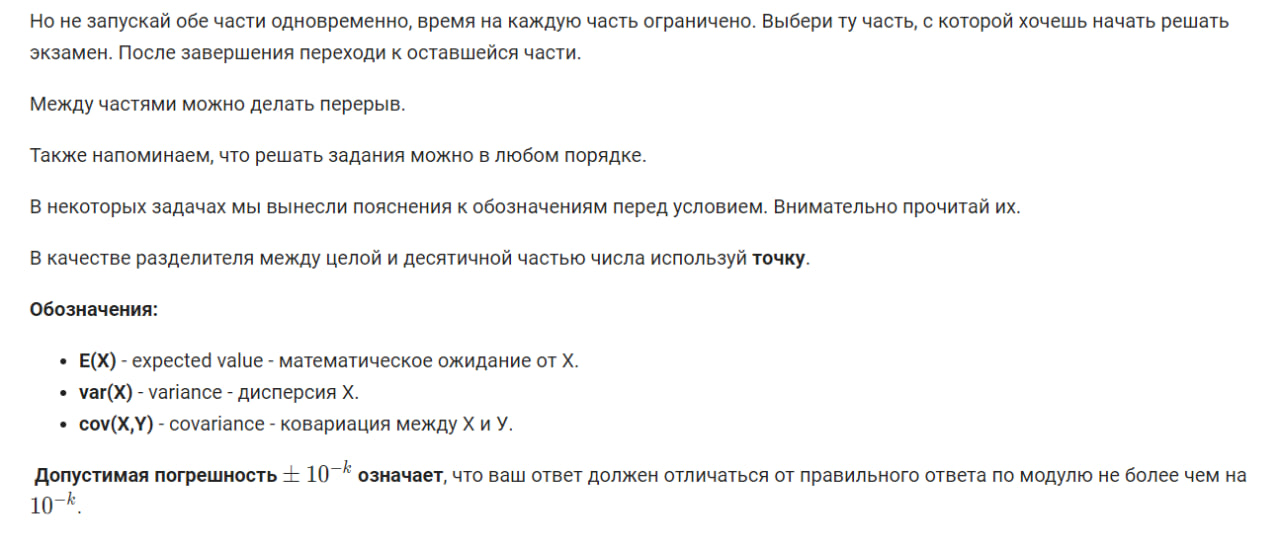 Но не запускай обе части одновременно, время на каждую часть ограничено. Выбери ту часть, с которой хочешь начать решать
экзамен. После завершения переходи к оставшейся части.
Между частями можно делать перерыв.
Также напоминаем, что решать задания можно в любом порядке.
В некоторых задачах мы вынесли пояснения к обозначениям перед условием. Внимательно прочитай их.
В качестве разделителя между целой и десятичной частью числа используй точку.
Обозначения:
• E(X) - expected value - математическое ожидание от X.
• var(X) - variance - дисперсия X.
• cov(X,Y) - covariance - ковариация между X и У.
Допустимая погрешность ± 10⁻ᵏ означает, что ваш ответ должен отличаться от правильного ответа по модулю не более чем на
10⁻ᵏ.